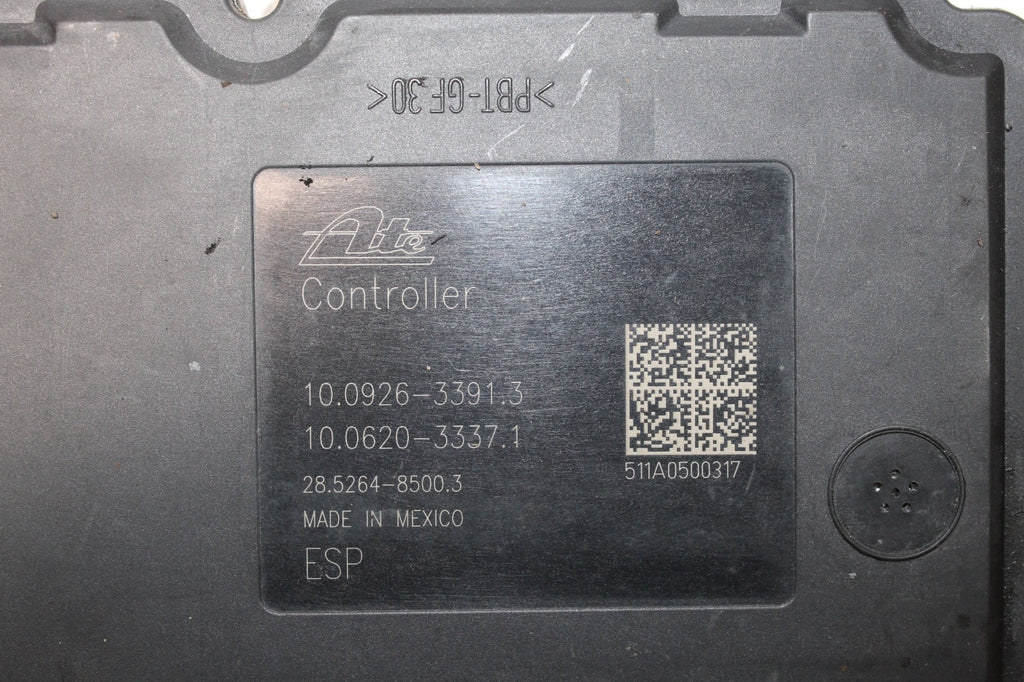 >PBT-GF30<
Ate
Controller
10.0926-3391.3
10.0620-3337.1
28.5264-8500.3
MADE IN MEXICO
ESP
511A0500317